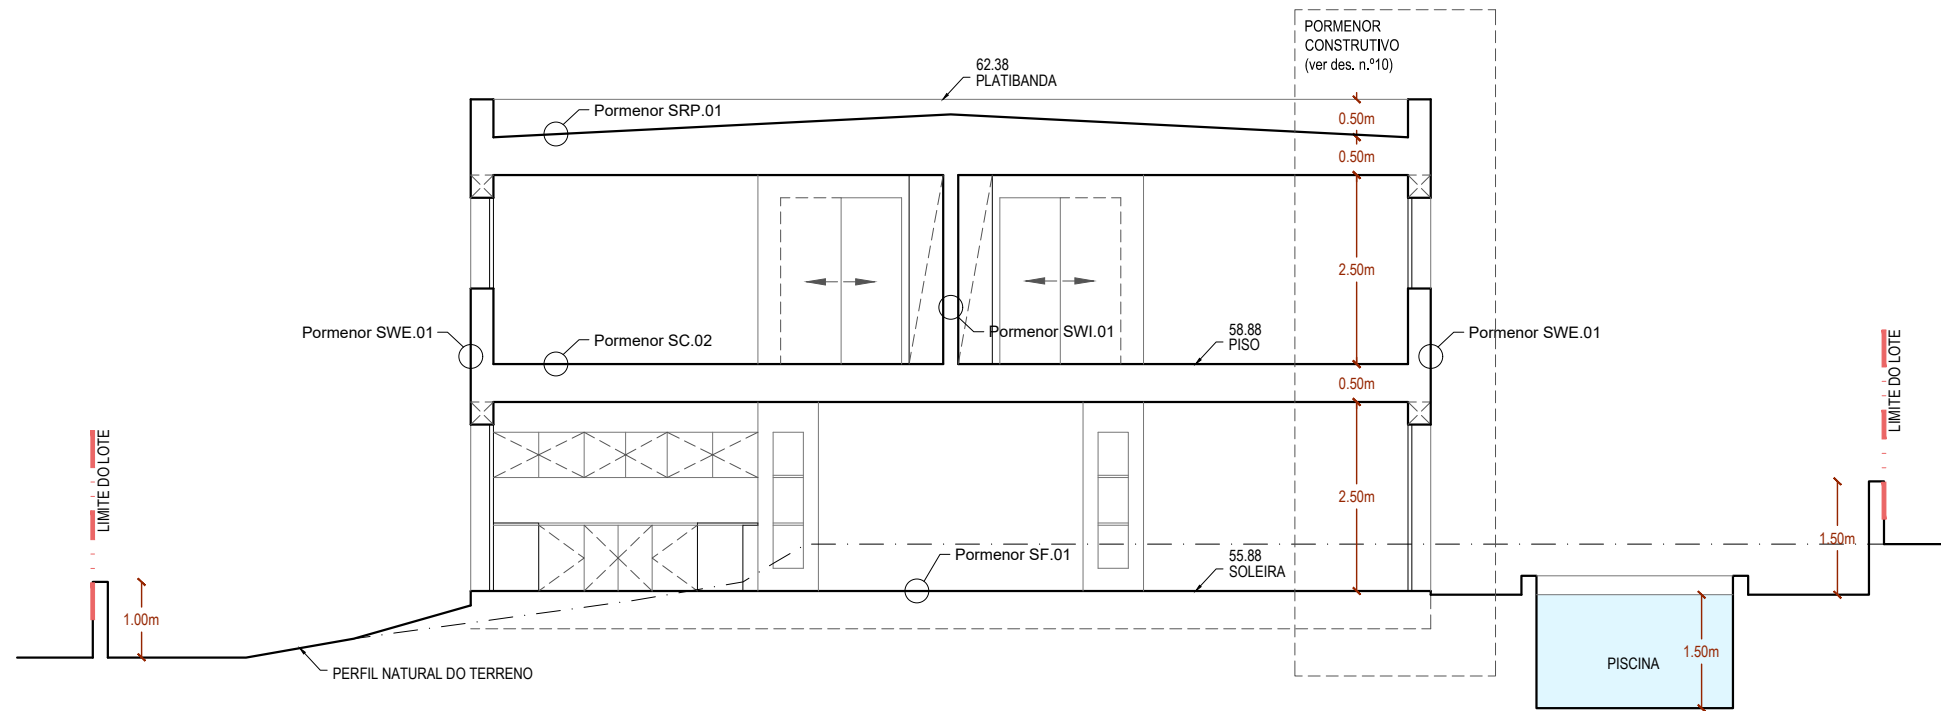 PORMENOR
CONSTRUTIVO
(ver des. n.º10)
62.38
PLATIBANDA
Pormenor SRP.01
0.50m
0.50m
2.50m
Pormenor SWE.01
Pormenor SC.02
Pormenor SWI.01
58.88
PISO
Pormenor SWE.01
0.50m
LIMITE DO LOTE
LIMITE DO LOTE
2.50m
1.50m
Pormenor SF.01
55.88
SOLEIRA
1.00m
PERFIL NATURAL DO TERRENO
PISCINA
1.50m